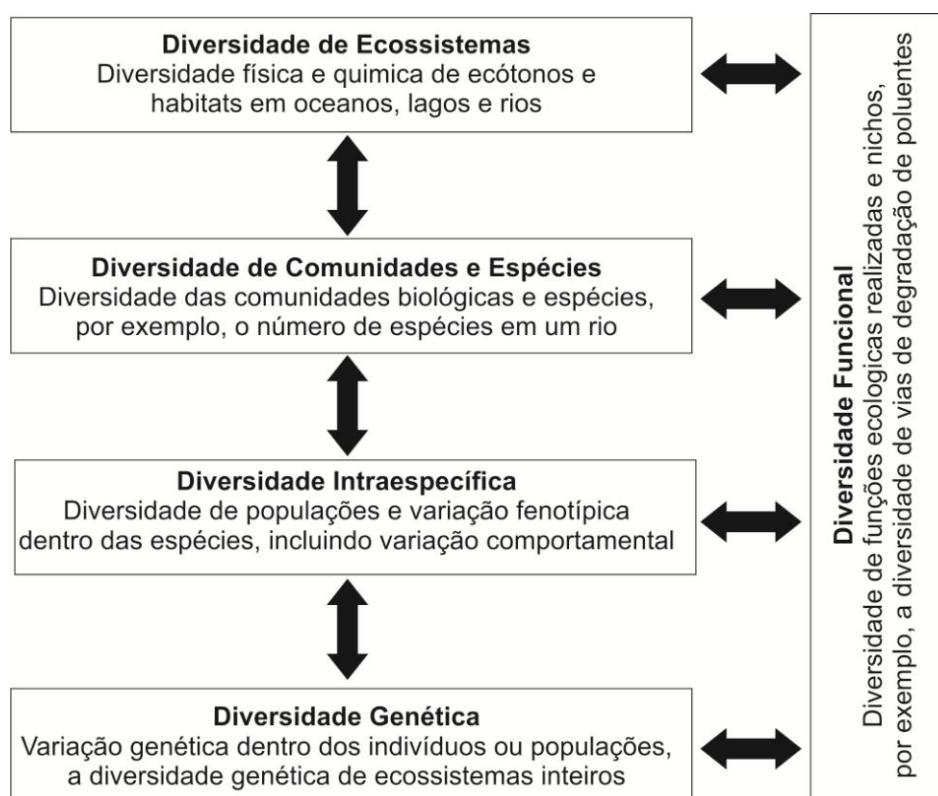 Diversidade de Ecossistemas
Diversidade física e quimica de ecótonos e
habitats em oceanos, lagos e rios
Diversidade de Comunidades e Espécies
Diversidade das comunidades biológicas e espécies,
por exemplo, o número de espécies em um rio
Diversidade Intraespecífica
Diversidade de populações e variação fenotípica
dentro das espécies, incluindo variação comportamental
Diversidade Genética
Variação genética dentro dos indivíduos ou populações,
a diversidade genética de ecossistemas inteiros
Diversidade Funcional
Diversidade de funções ecologicas realizadas e nichos,
por exemplo, a diversidade de vias de degradação de poluentes